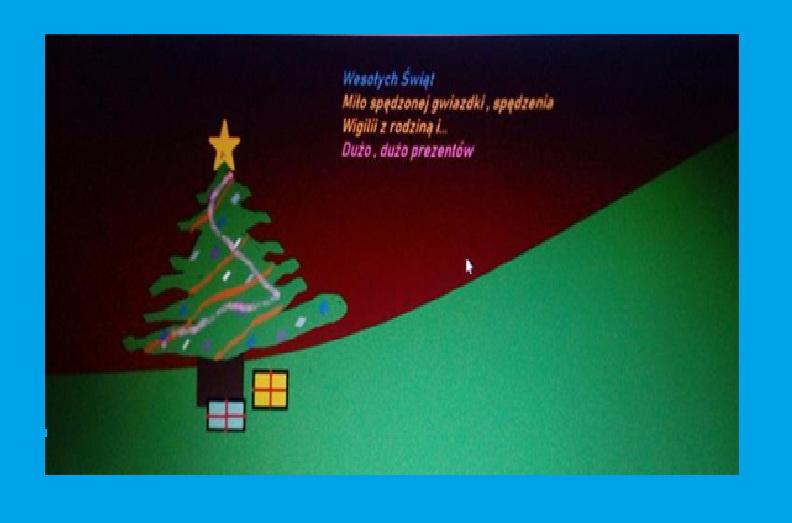 Wesołych Świąt
Miło spędzonej gwiazdki , spędzenia
Wigilii z rodziną i...
Dużo , dużo prezentów